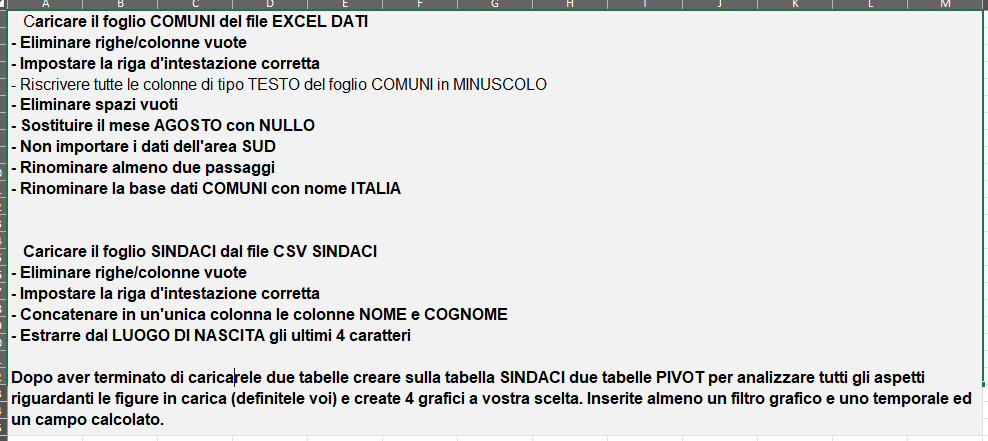 A B C D E F G H I J K L M
Caricare il foglio COMUNI del file EXCEL DATI
- Eliminare righe/colonne vuote
- Impostare la riga d'intestazione corretta
- Riscrivere tutte le colonne di tipo TESTO del foglio COMUNI in MINUSCOLO
- Eliminare spazi vuoti
- Sostituire il mese AGOSTO con NULLO
- Non importare i dati dell'area SUD
- Rinominare almeno due passaggi
- Rinominare la base dati COMUNI con nome ITALIA
Caricare il foglio SINDACI dal file CSV SINDACI
- Eliminare righe/colonne vuote
- Impostare la riga d'intestazione corretta
- Concatenare in un'unica colonna le colonne NOME e COGNOME
- Estrarre dal LUOGO DI NASCITA gli ultimi 4 caratteri
Dopo aver terminato di caricarele due tabelle creare sulla tabella SINDACI due tabelle PIVOT per analizzare tutti gli aspetti
riguardanti le figure in carica (definitele voi) e create 4 grafici a vostra scelta. Inserite almeno un filtro grafico e uno temporale ed
un campo calcolato.